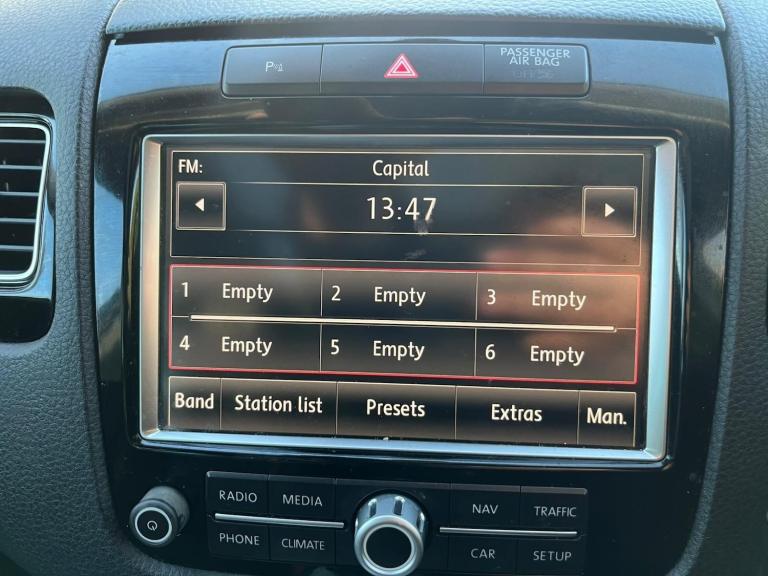 P
PASSENGER
AIR BAG
OFF
FM: Capital
13:47
1 Empty 2 Empty 3 Empty
4 Empty 5 Empty 6 Empty
Band Station list Presets Extras Man.
RADIO MEDIA NAV TRAFFIC
PHONE CLIMATE CAR SETUP